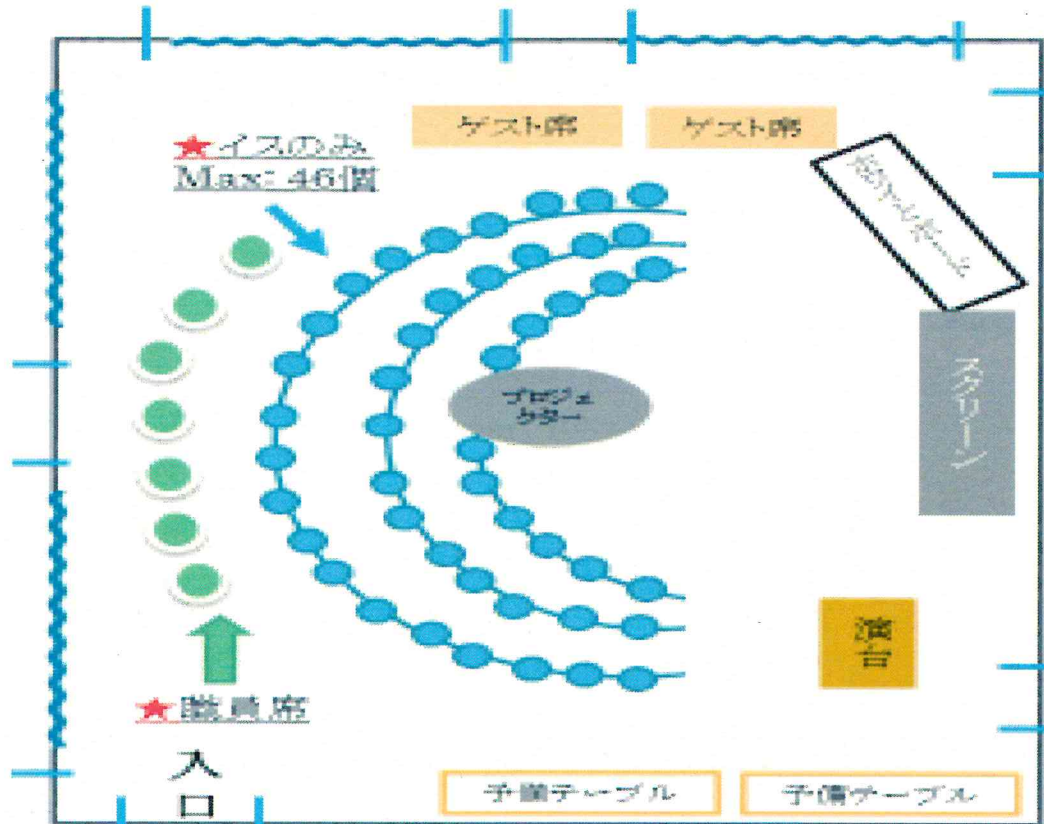 ゲスト席
ゲスト席
★イスのみ
Max: 46個
スクリーン
プロジェ
クター
演台
★職員席
入
口
予備テーブル
予備テーブル